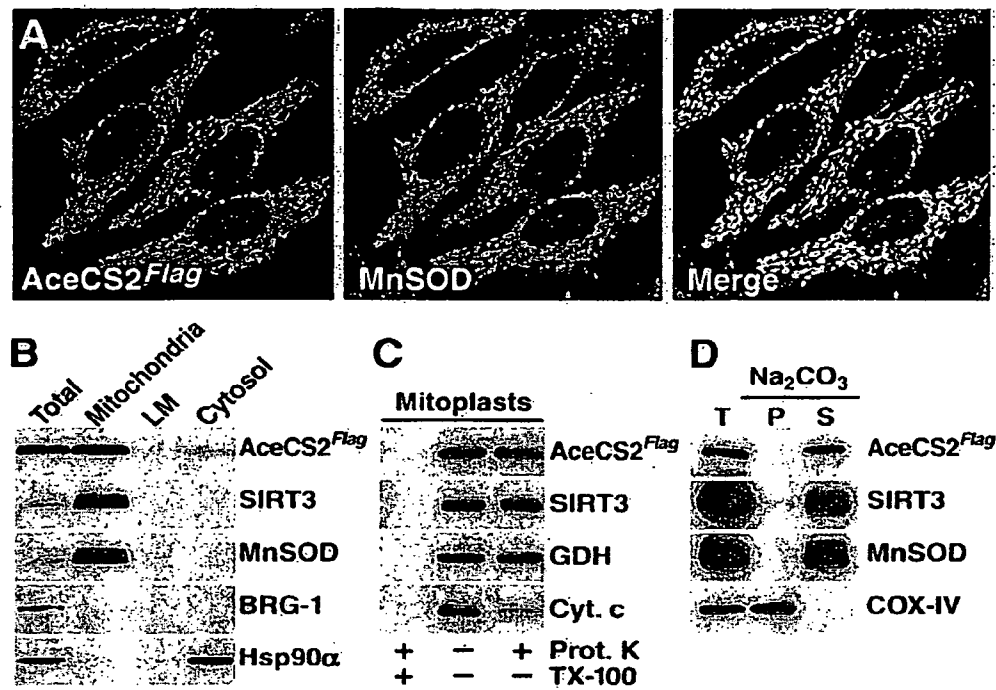 A
AceCS2Flag
MnSOD
Merge
B
Total
Mitochondria
LM
Cytosol
AceCS2Flag
SIRT3
MnSOD
BRG-1
Hsp90α
C
Mitoplasts
AceCS2Flag
SIRT3
GDH
Cyt. c
+ − + Prot. K
+ − − TX-100
D
Na₂CO₃
T P S
AceCS2Flag
SIRT3
MnSOD
COX-IV